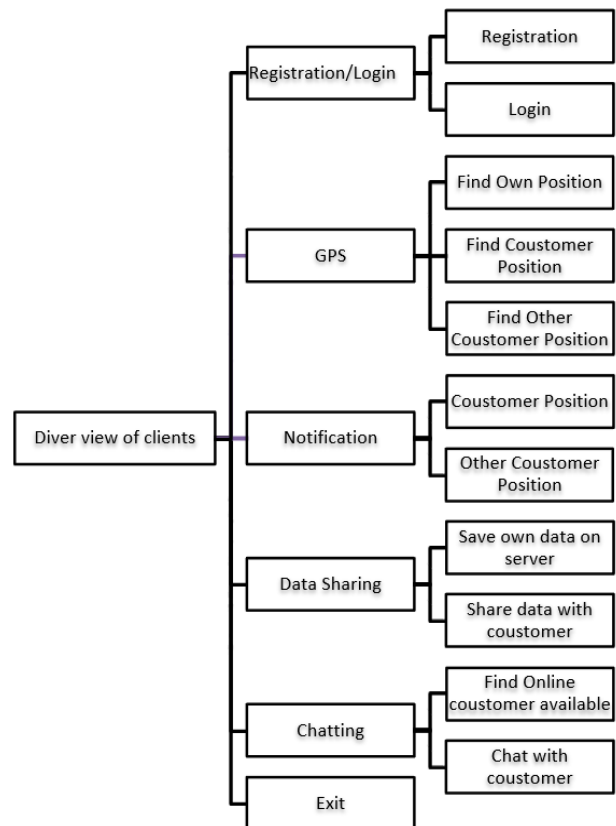 Registration
Registration/Login
Login
Find Own Position
GPS
Find Coustomer
Position
Find Other
Coustomer Position
Diver view of clients
Notification
Coustomer Position
Other Coustomer
Position
Data Sharing
Save own data on
server
Share data with
coustomer
Chatting
Find Online
coustomer available
Chat with
coustomer
Exit